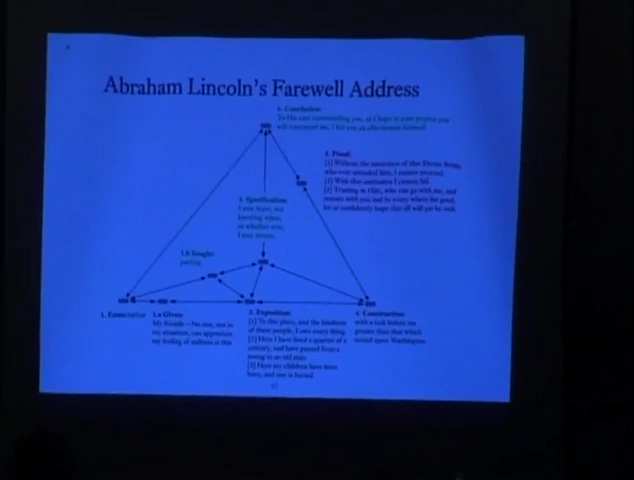 Abraham Lincoln's Farewell Address
6. Conclusion:
To His care commending you, as I hope in your prayers you
will commend me, I bid you an affectionate farewell.
5. Proof:
[1] Without the assistance of that Divine Being,
who ever attended him, I cannot succeed.
[2] With that assistance I cannot fail.
[3] Trusting in Him, who can go with me, and
remain with you and be every where for good,
let us confidently hope that all will yet be well.
3. Specification:
I now leave, not
knowing when,
or whether ever,
I may return,
1.b Sought:
parting
1. Enunciation
1.a Given:
My friends—No one, not in
my situation, can appreciate
my feeling of sadness at this
2. Exposition:
[1] To this place, and the kindness
of these people, I owe every thing.
[2] Here I have lived a quarter of a
century, and have passed from a
young to an old man.
[3] Here my children have been
born, and one is buried.
4. Construction:
with a task before me
greater than that which
rested upon Washington.